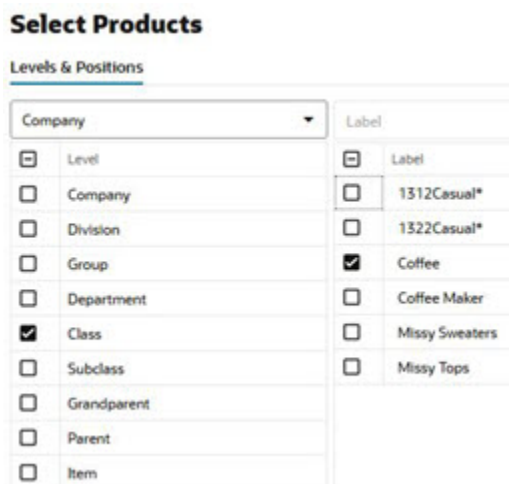 Select Products
Levels & Positions
Company
Label
Level
Label
Company
1312Casual*
Division
1322Casual*
Group
Coffee
Department
Coffee Maker
Class
Missy Sweaters
Subclass
Missy Tops
Grandparent
Parent
Item